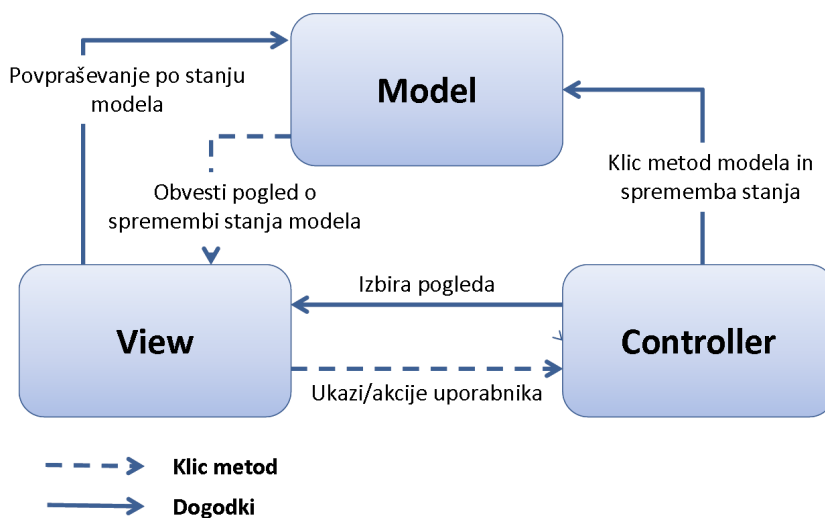 Povpraševanje po stanju
modela
Model
Klic metod modela in
sprememba stanja
Obvesti pogled o
spremembi stanja modela
Izbira pogleda
View
Controller
Ukazi/akcije uporabnika
Klic metod
Dogodki